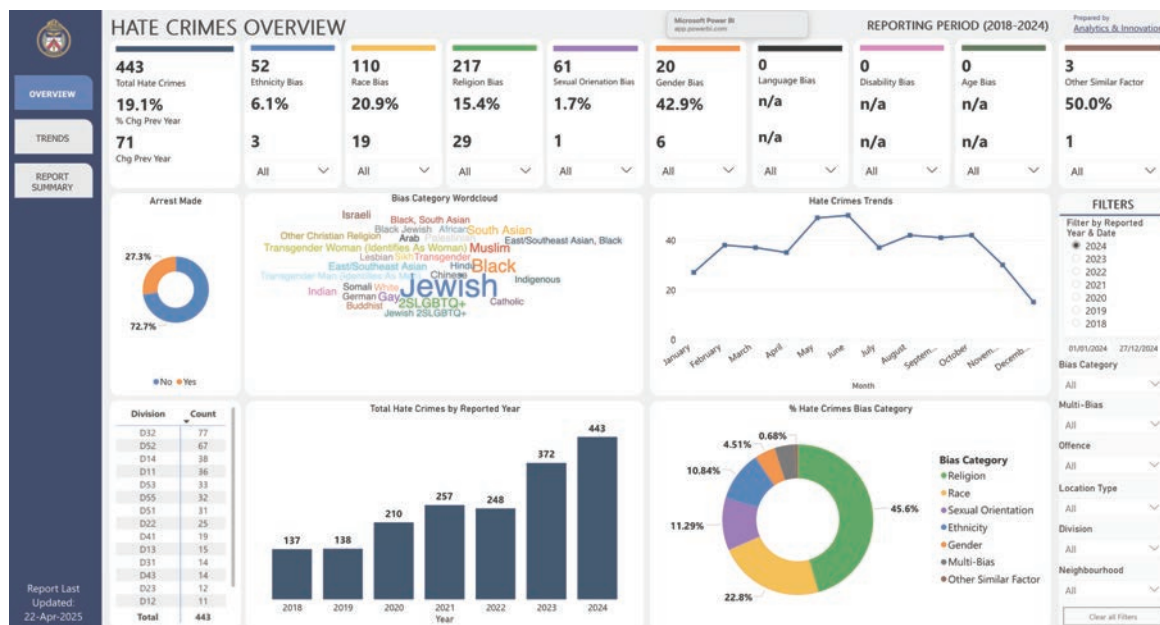 HATE CRIMES OVERVIEW
Microsoft Power BI
app.powerbi.com
REPORTING PERIOD (2018-2024)
Prepared by
Analytics & Innovation
OVERVIEW
TRENDS
REPORT
SUMMARY
443
Total Hate Crimes
19.1%
% Chg Prev Year
71
Chg Prev Year
52
Ethnicity Bias
6.1%
3
All
110
Race Bias
20.9%
19
All
217
Religion Bias
15.4%
29
All
61
Sexual Orienation Bias
1.7%
1
All
20
Gender Bias
42.9%
6
All
0
Language Bias
n/a
n/a
All
0
Disability Bias
n/a
n/a
All
0
Age Bias
n/a
n/a
All
3
Other Similar Factor
50.0%
1
All
Arrest Made
27.3%
72.7%
No Yes
Bias Category Wordcloud
Israeli
Black, South Asian
Black Jewish African South Asian
Other Christian Religion Arab Palestinian East/Southeast Asian, Black
Transgender Woman (Identifies As Woman) Muslim
Lesbian Sikh Transgender
East/Southeast Asian Hindu Black
Transgender Man (Identifies As Man) Chinese Indigenous
Somali White Jewish
Indian German Gay 2SLGBTQ+ Catholic
Buddhist
Jewish 2SLGBTQ+
Hate Crimes Trends
40
20
0
January
February
March
April
May
June
July
August
Septem...
October
Novem...
Decemb...
Month
FILTERS
Filter by Reported
Year & Date
2024
2023
2022
2021
2020
2019
2018
01/01/2024 27/12/2024
Bias Category
All
Multi-Bias
All
Offence
All
Location Type
All
Division
All
Neighbourhood
All
Clear all Filters
Division Count
D32 77
D52 67
D14 38
D11 36
D53 33
D55 32
D51 31
D22 25
D41 19
D13 15
D31 14
D43 14
D23 12
D12 11
Total 443
Total Hate Crimes by Reported Year
137
138
210
257
248
372
443
2018
2019
2020
2021
2022
2023
2024
Year
% Hate Crimes Bias Category
0.68%
4.51%
10.84%
11.29%
22.8%
45.6%
Bias Category
Religion
Race
Sexual Orientation
Ethnicity
Gender
Multi-Bias
Other Similar Factor
Report Last
Updated:
22-Apr-2025